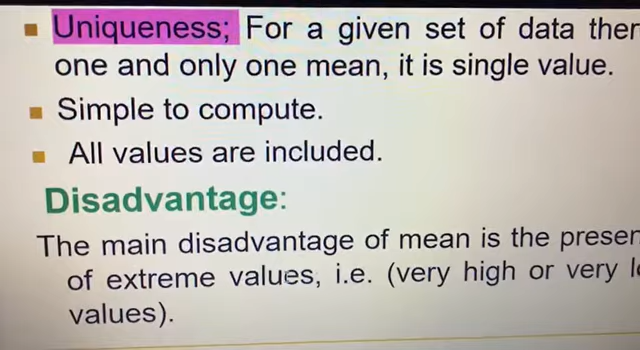 Uniqueness; For a given set of data
one and only one mean, it is single value.
Simple to compute.
All values are included.
Disadvantage:
The main disadvantage of mean is the
of extreme values, i.e. (very high or very
values).